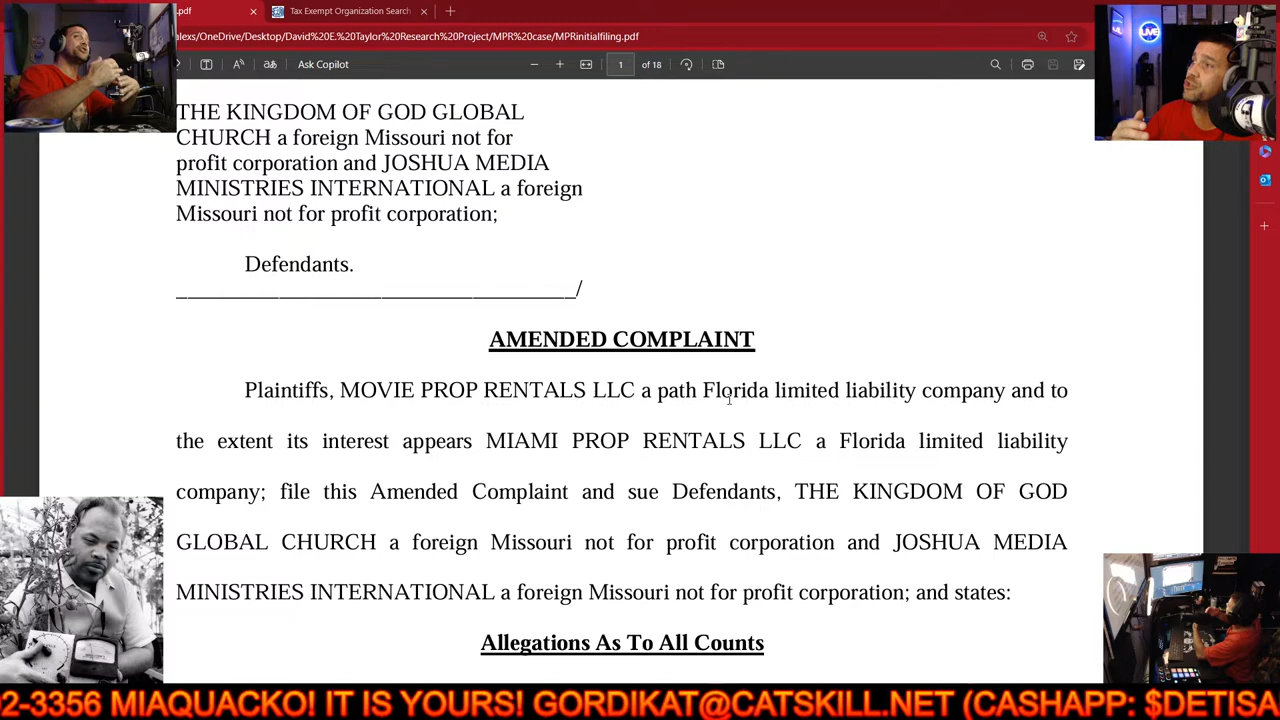 .pdf
Tax Exempt Organization Search
alexs/OneDrive/Desktop/David%20E.%20Taylor%20Research%20Project/MPR%20case/MPRinitialfiling.pdf
Ask Copilot
1 of 18
THE KINGDOM OF GOD GLOBAL
CHURCH a foreign Missouri not for
profit corporation and JOSHUA MEDIA
MINISTRIES INTERNATIONAL a foreign
Missouri not for profit corporation;
Defendants.
___________________________________/
AMENDED COMPLAINT
Plaintiffs, MOVIE PROP RENTALS LLC a path Florida limited liability company and to
the extent its interest appears MIAMI PROP RENTALS LLC a Florida limited liability
company; file this Amended Complaint and sue Defendants, THE KINGDOM OF GOD
GLOBAL CHURCH a foreign Missouri not for profit corporation and JOSHUA MEDIA
MINISTRIES INTERNATIONAL a foreign Missouri not for profit corporation; and states:
Allegations As To All Counts
LIVE
02-3356 MIAQUACKO! IT IS YOURS! GORDIKAT@CATSKILL.NET (CASHAPP: $DETISA